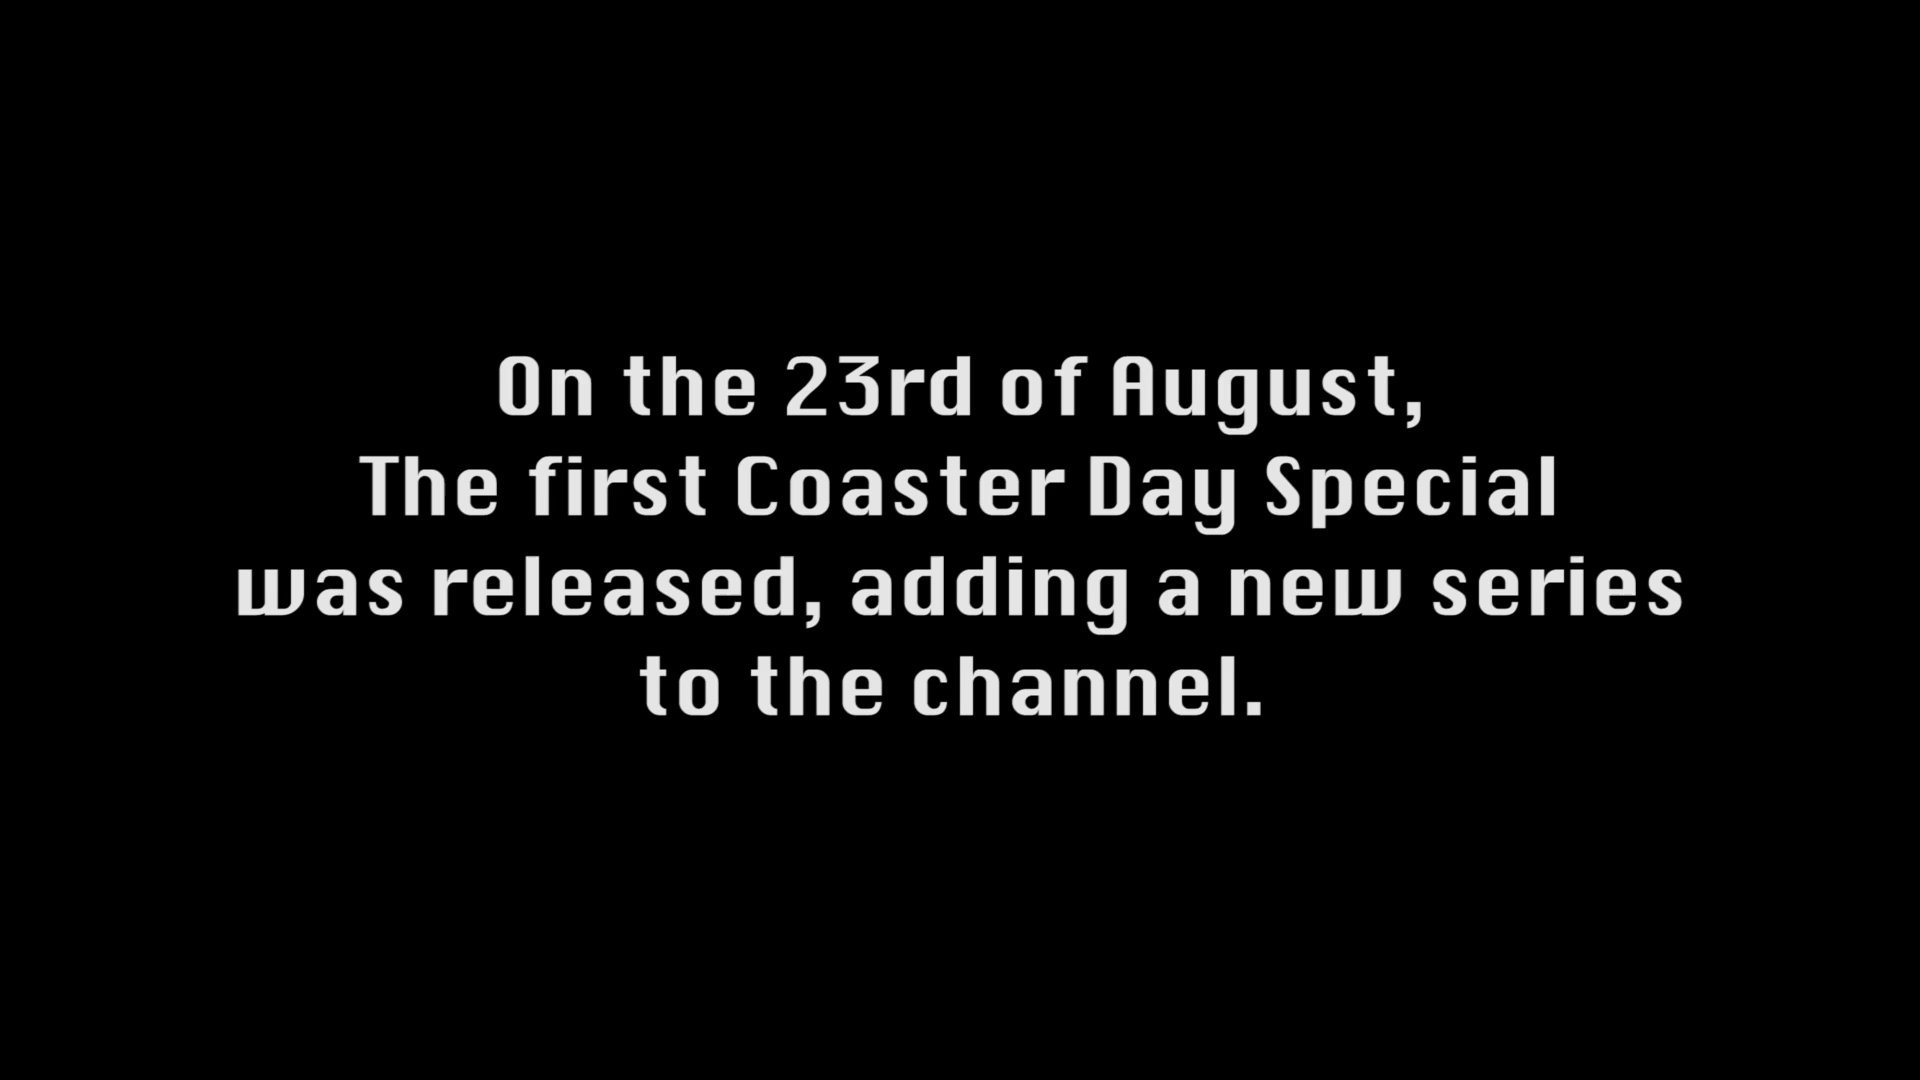 On the 23rd of August,
The first Coaster Day Special
was released, adding a new series
to the channel.